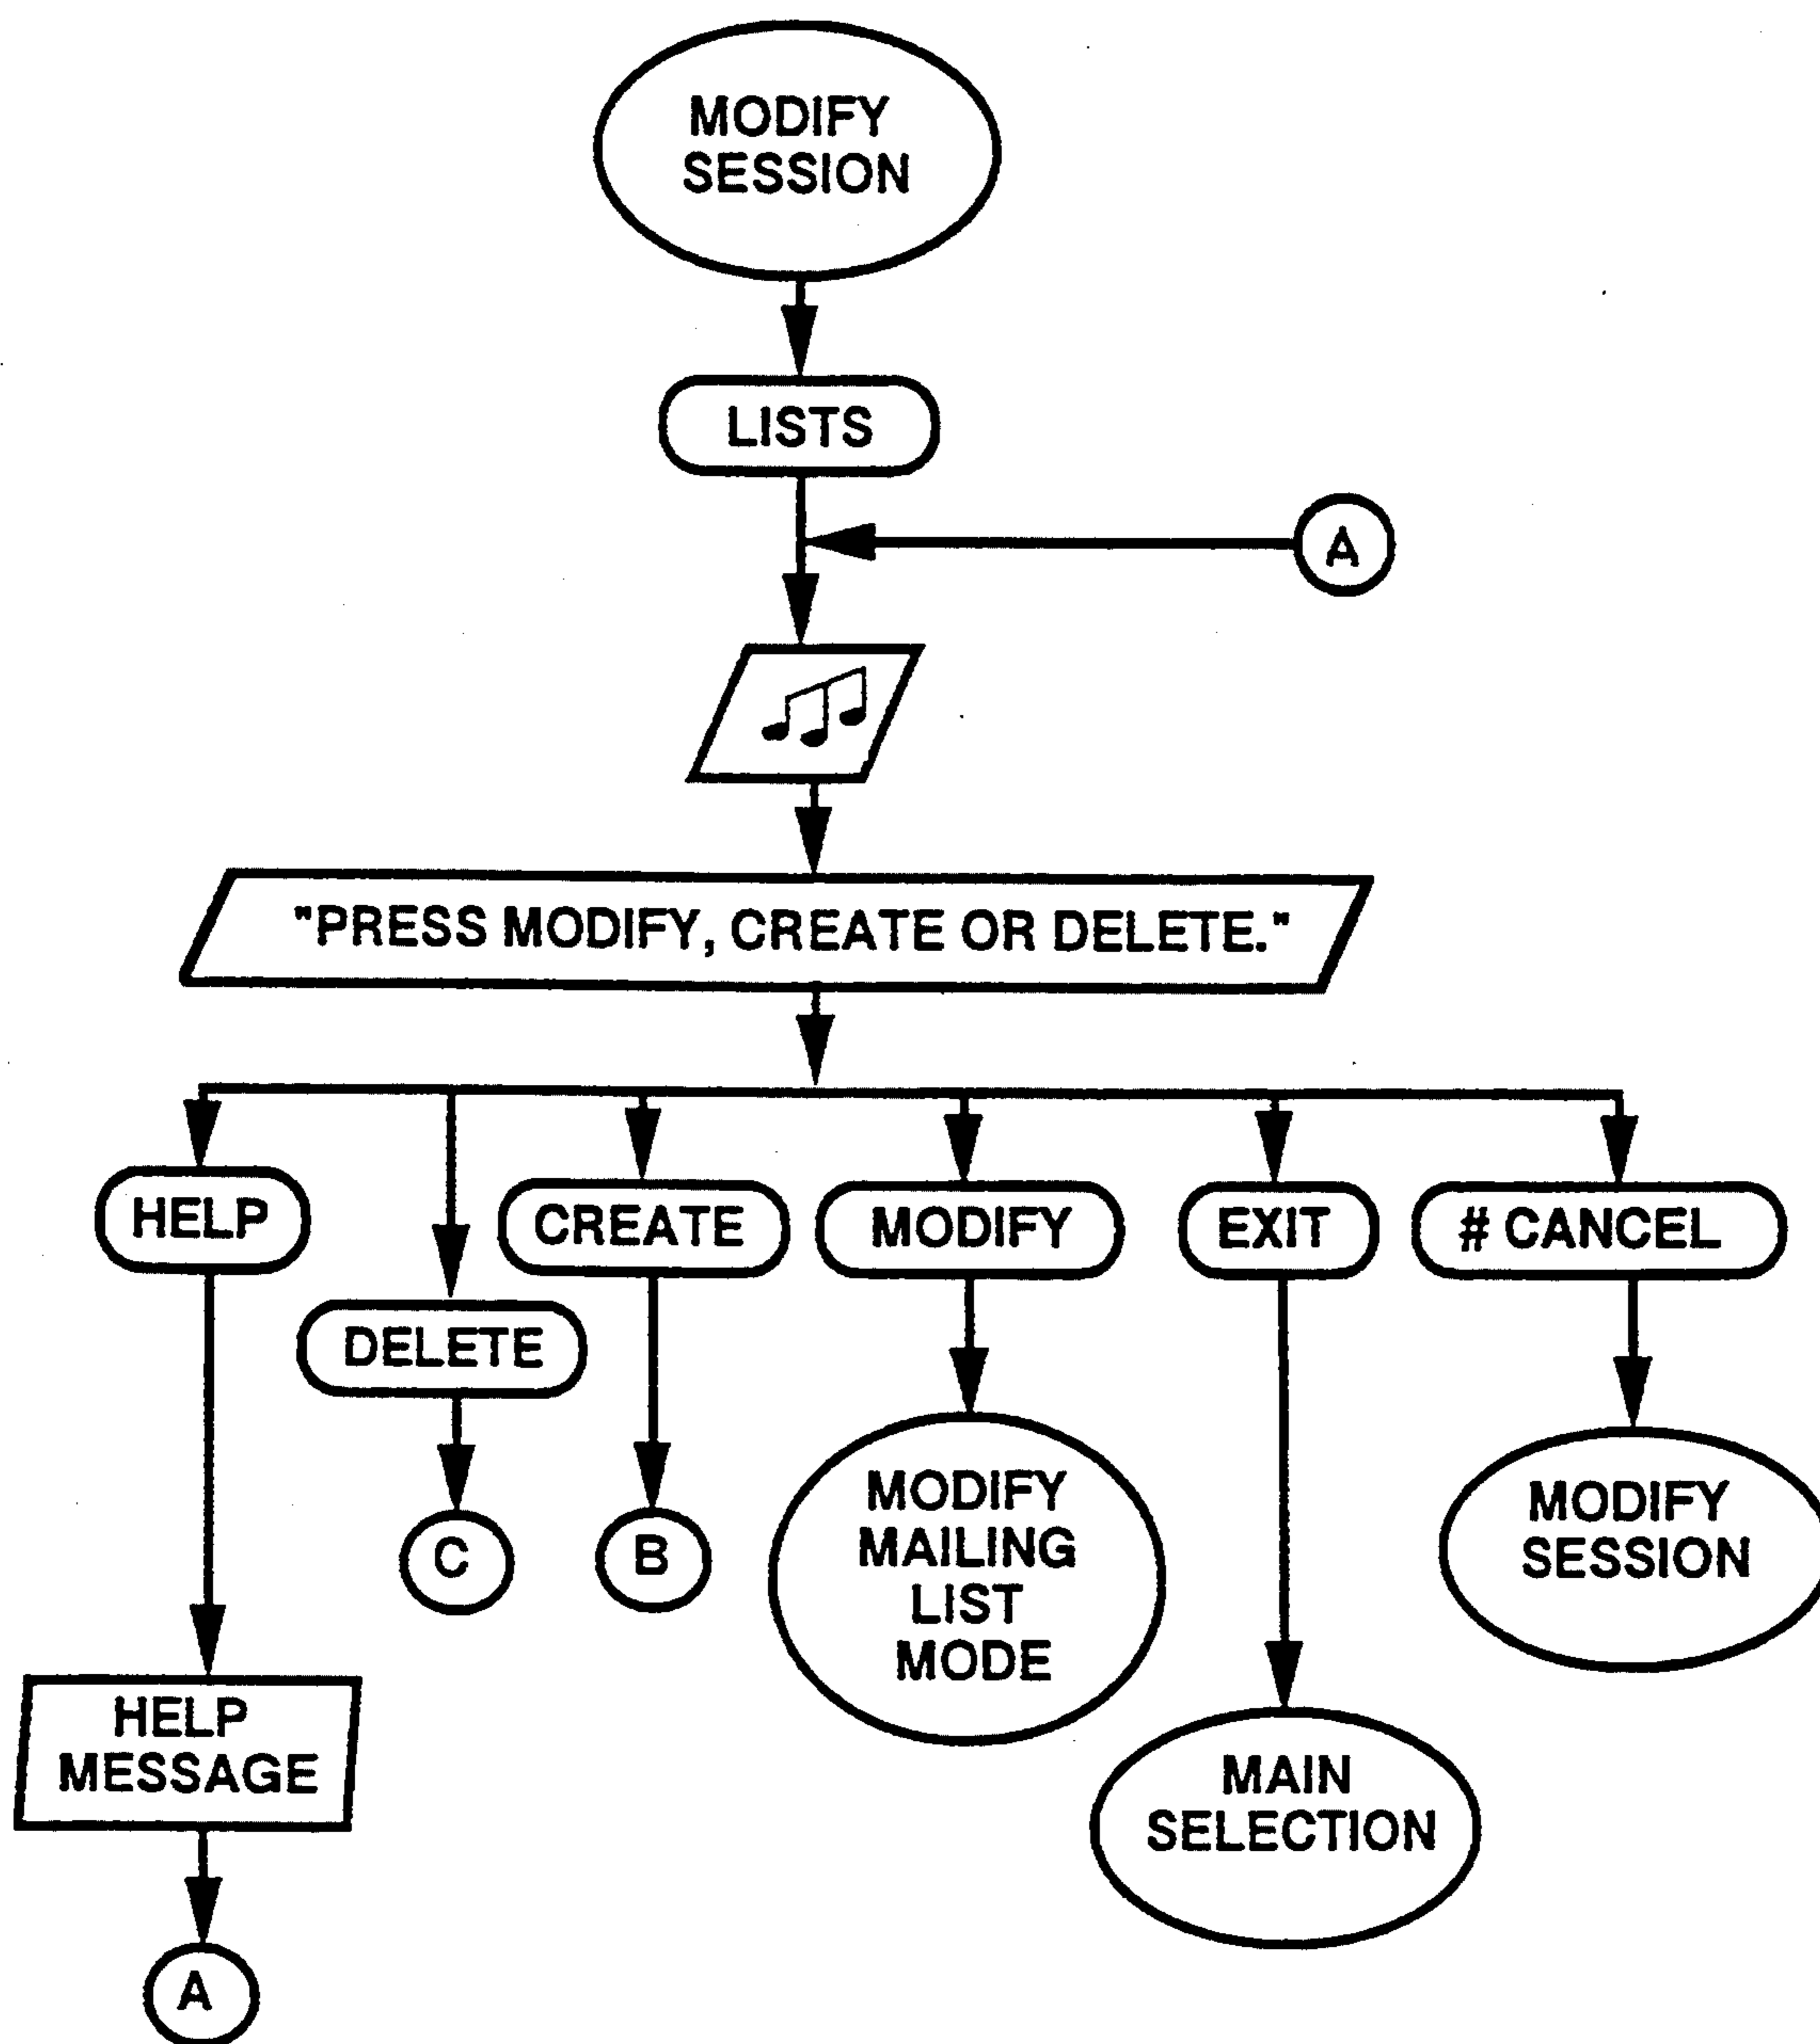 MODIFY
SESSION
LISTS
A
"PRESS MODIFY, CREATE OR DELETE."
HELP
CREATE
MODIFY
EXIT
# CANCEL
DELETE
C
B
MODIFY
MAILING
LIST
MODE
MODIFY
SESSION
HELP
MESSAGE
MAIN
SELECTION
A